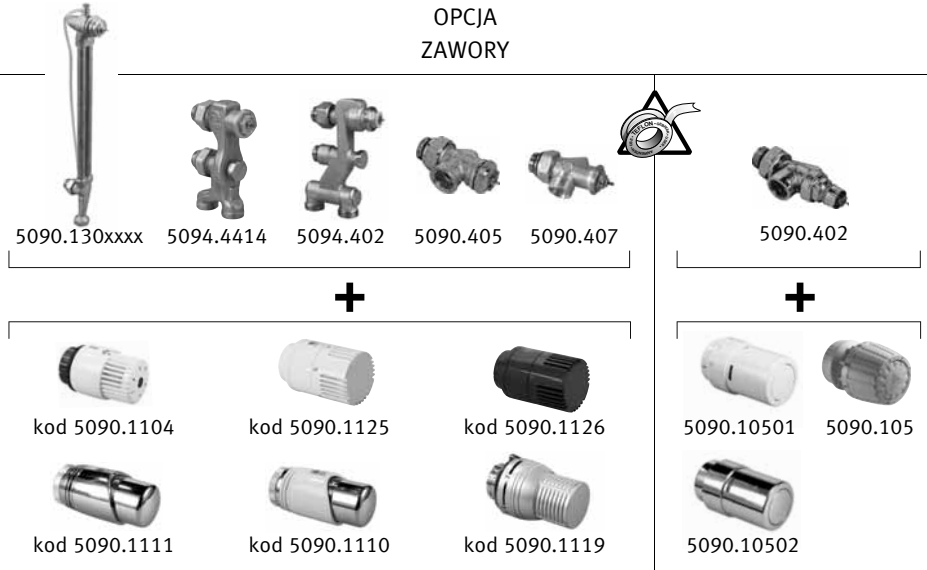 OPCJA
ZAWORY
TEFLON
5090.130xxxx 5094.4414 5094.402 5090.405 5090.407
5090.402
+
+
kod 5090.1104 kod 5090.1125 kod 5090.1126
5090.10501 5090.105
kod 5090.1111 kod 5090.1110 kod 5090.1119
5090.10502